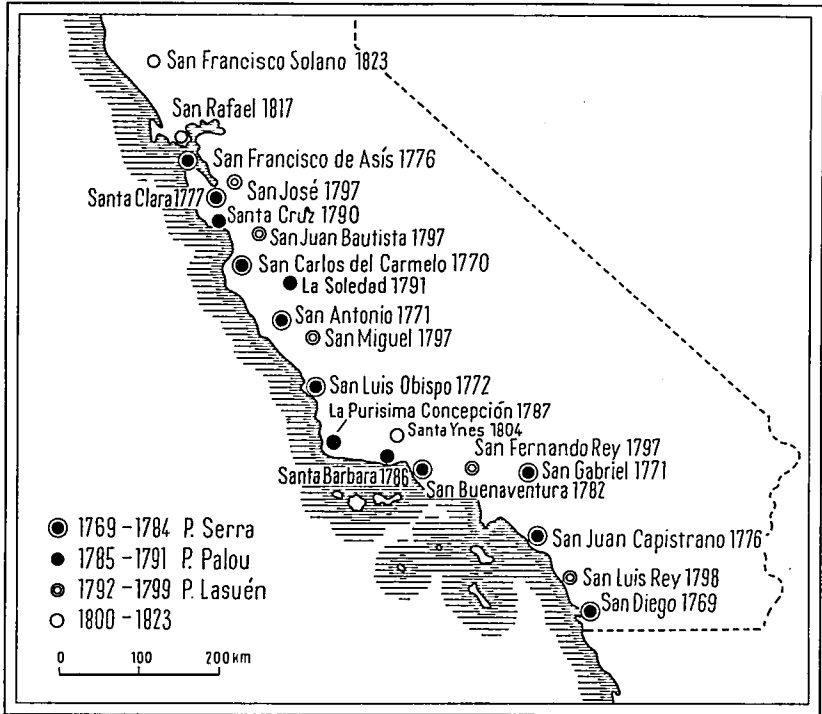 San Francisco Solano 1823
San Rafael 1817
San Francisco de Asís 1776
San José 1797
Santa Clara 1777
Santa Cruz 1790
San Juan Bautista 1797
San Carlos del Carmelo 1770
La Soledad 1791
San Antonio 1771
San Miguel 1797
San Luis Obispo 1772
La Purisima Concepción 1787
Santa Ynes 1804
San Fernando Rey 1797
Santa Barbara 1786
San Gabriel 1771
San Buenaventura 1782
San Juan Capistrano 1776
San Luis Rey 1798
San Diego 1769
1769 – 1784 P. Serra
1785 – 1791 P. Palou
1792 – 1799 P. Lasuén
1800 – 1823
0 100 200 km